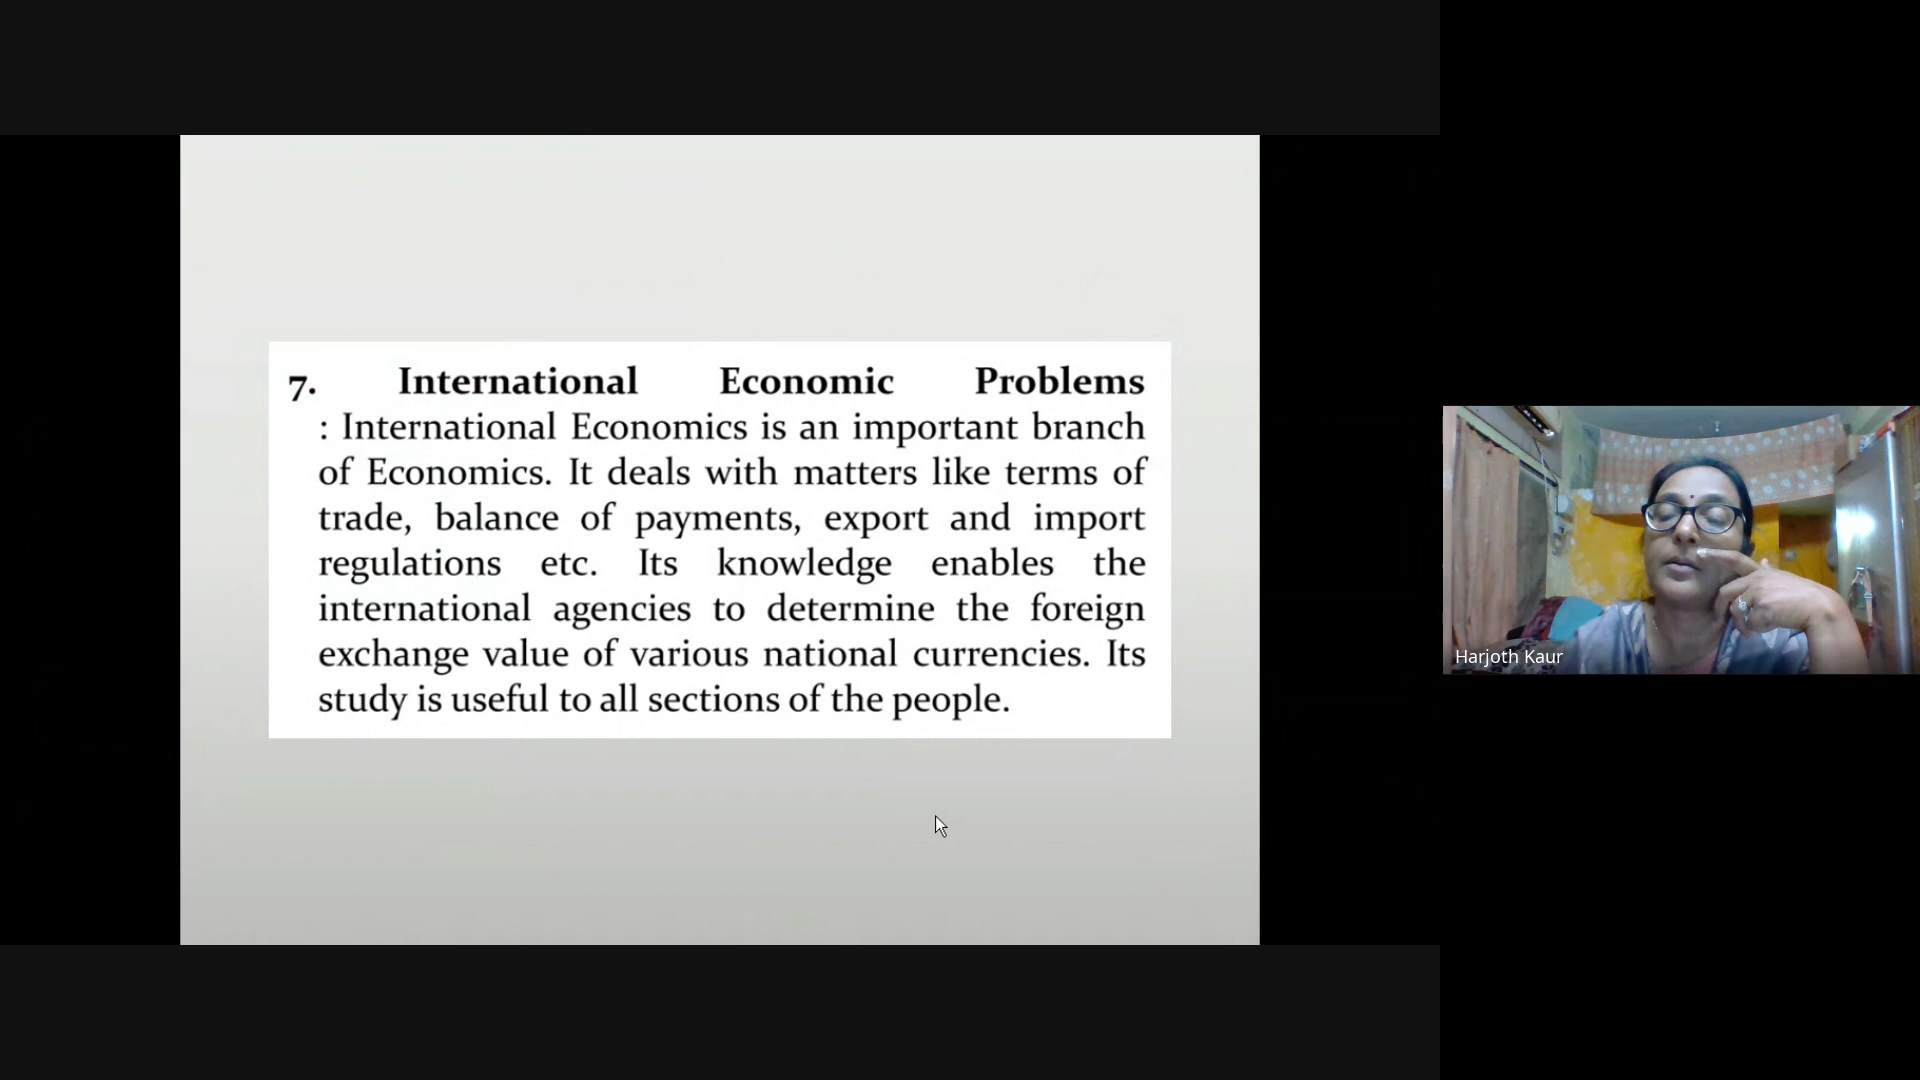 7. International Economic Problems
: International Economics is an important branch
of Economics. It deals with matters like terms of
trade, balance of payments, export and import
regulations etc. Its knowledge enables the
international agencies to determine the foreign
exchange value of various national currencies. Its
study is useful to all sections of the people.
Harjoth Kaur